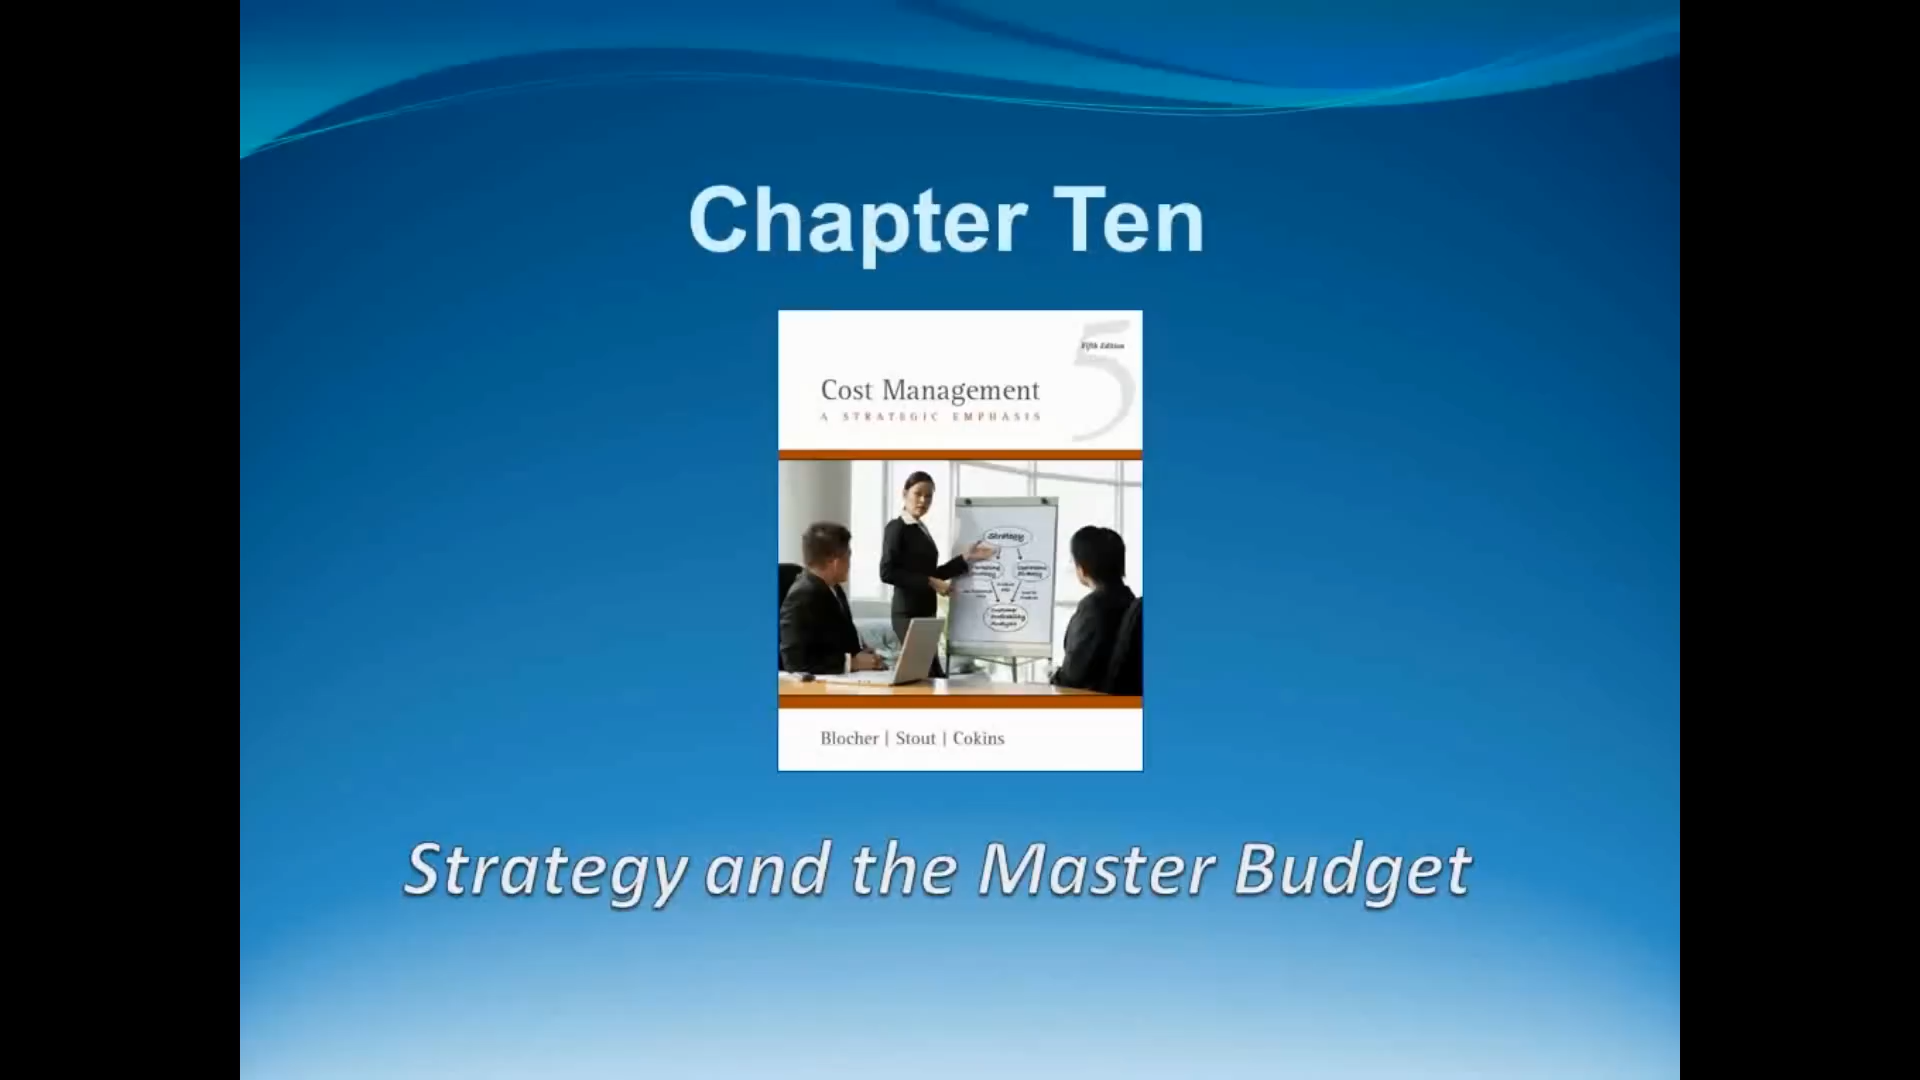 Chapter Ten
5
Fifth Edition
Cost Management
A STRATEGIC EMPHASIS
Strategy
Blocher | Stout | Cokins
Strategy and the Master Budget